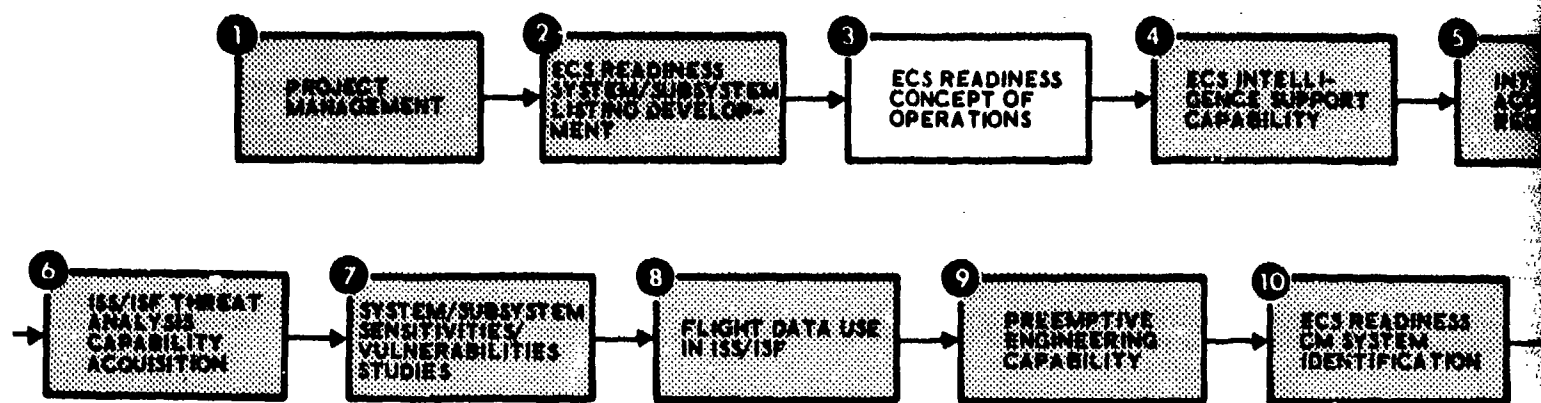 1
PROJECT
MANAGEMENT
2
ECS READINESS
SYSTEM/SUBSYSTEM
LISTING DEVELOP-
MENT
3
ECS READINESS
CONCEPT OF
OPERATIONS
4
ECS INTELLI-
GENCE SUPPORT
CAPABILITY
5
6
ISS/ISF THREAT
ANALYSIS
CAPABILITY
ACQUISITION
7
SYSTEM/SUBSYSTEM
SENSITIVITIES/
VULNERABILITIES
STUDIES
8
FLIGHT DATA USE
IN ISS/ISF
9
PREEMPTIVE
ENGINEERING
CAPABILITY
10
ECS READINESS
CM SYSTEM
IDENTIFICATION